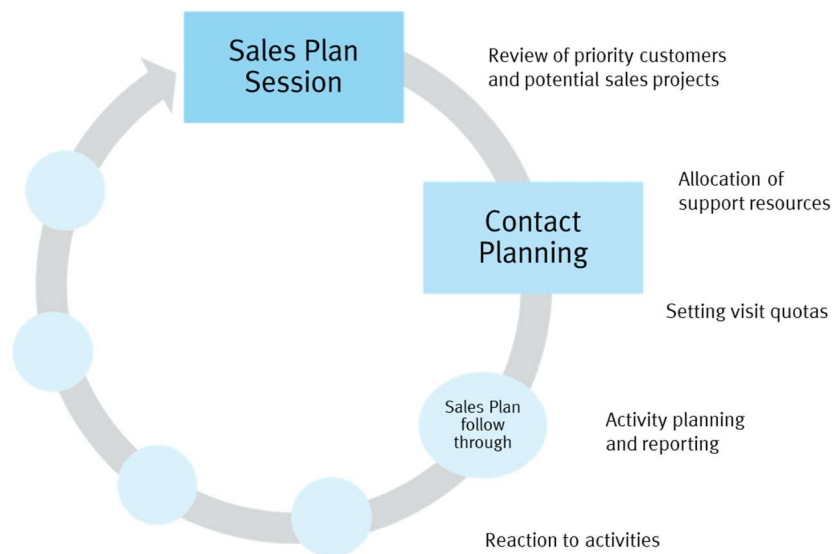 Sales Plan
Session
Review of priority customers
and potential sales projects
Allocation of
support resources
Contact
Planning
Setting visit quotas
Sales Plan
follow
through
Activity planning
and reporting
Reaction to activities